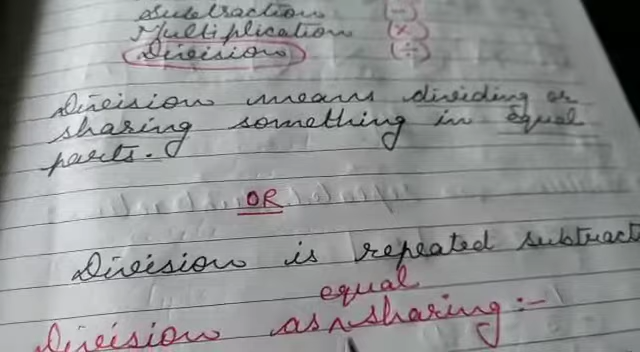 Subtraction (-)
Multiplication (×)
Division (÷)
Division means dividing or
sharing something in equal
parts.
OR
Division is repeated subtract
equal
Division as ^ sharing :-